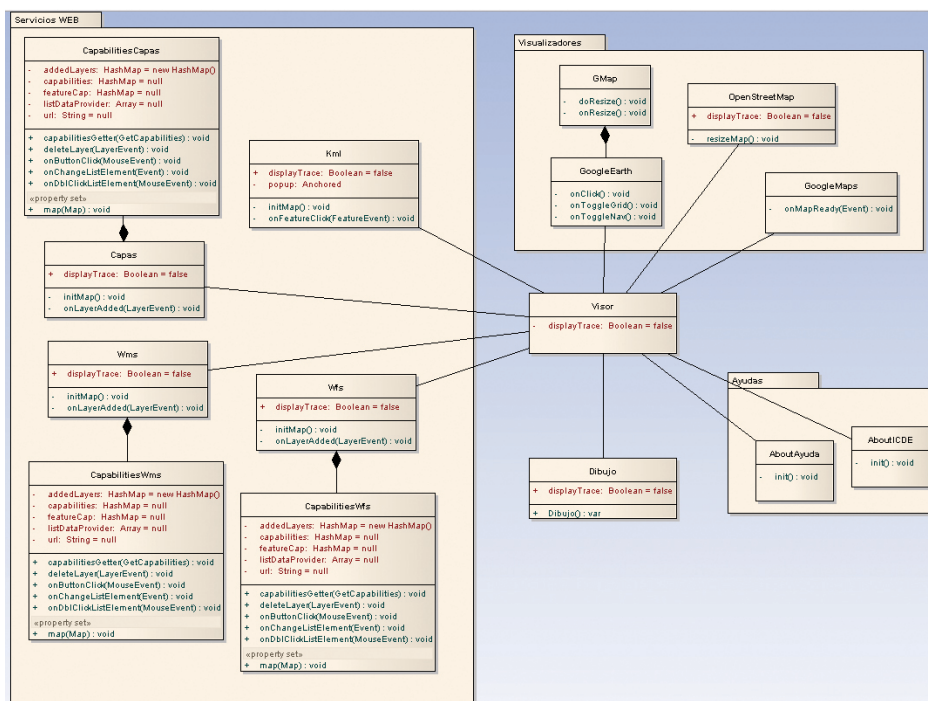 Servicios WEB
CapabilitiesCapas
- addedLayers: HashMap = new HashMap()
- capabilities: HashMap = null
- featureCap: HashMap = null
- listDataProvider: Array = null
- url: String = null
+ capabilitiesGetter(GetCapabilities) : void
+ deleteLayer(LayerEvent) : void
+ onButtonClick(MouseEvent) : void
+ onChangeListElement(Event) : void
+ onDblClickListElement(MouseEvent) : void
«property set»
+ map(Map) : void
Capas
+ displayTrace: Boolean = false
- initMap() : void
- onLayerAdded(LayerEvent) : void
Kml
+ displayTrace: Boolean = false
- popup: Anchored
- initMap() : void
- onFeatureClick(FeatureEvent) : void
Wms
+ displayTrace: Boolean = false
- initMap() : void
- onLayerAdded(LayerEvent) : void
Wfs
+ displayTrace: Boolean = false
- initMap() : void
- onLayerAdded(LayerEvent) : void
CapabilitiesWms
- addedLayers: HashMap = new HashMap()
- capabilities: HashMap = null
- featureCap: HashMap = null
- listDataProvider: Array = null
- url: String = null
+ capabilitiesGetter(GetCapabilities) : void
+ deleteLayer(LayerEvent) : void
+ onButtonClick(MouseEvent) : void
+ onChangeListElement(Event) : void
+ onDblClickListElement(MouseEvent) : void
«property set»
+ map(Map) : void
CapabilitiesWfs
- addedLayers: HashMap = new HashMap()
- capabilities: HashMap = null
- featureCap: HashMap = null
- listDataProvider: Array = null
- url: String = null
+ capabilitiesGetter(GetCapabilities) : void
+ deleteLayer(LayerEvent) : void
+ onButtonClick(MouseEvent) : void
+ onChangeListElement(Event) : void
+ onDblClickListElement(MouseEvent) : void
«property set»
+ map(Map) : void
Visualizadores
GMap
- doResize() : void
- onResize() : void
GoogleEarth
- onClick() : void
- onToggleGrid() : void
- onToggleNav() : void
OpenStreetMap
+ displayTrace: Boolean = false
- resizeMap() : void
GoogleMaps
- onMapReady(Event) : void
Visor
- displayTrace: Boolean = false
Dibujo
+ displayTrace: Boolean = false
+ Dibujo() : var
Ayudas
AboutAyuda
- init() : void
AboutICDE
- init() : void